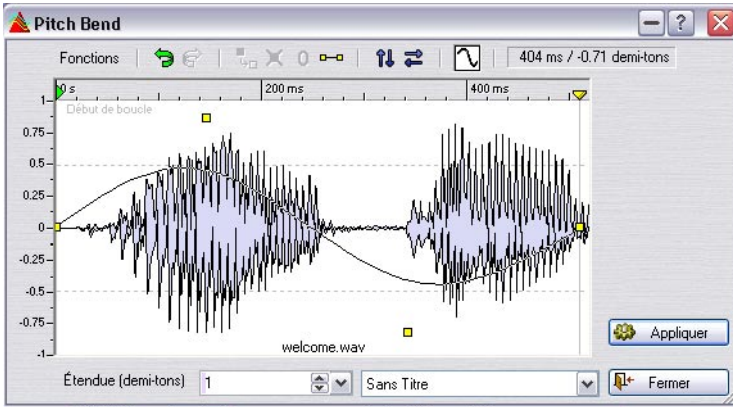 Pitch Bend
Fonctions 0 404 ms / -0.71 demi-tons
0 s 200 ms 400 ms
Début de boucle
1
0.75
0.5
0.25
0
-0.25
-0.5
-0.75
-1
welcome.wav
Appliquer
Étendue (demi-tons) 1 Sans Titre Fermer